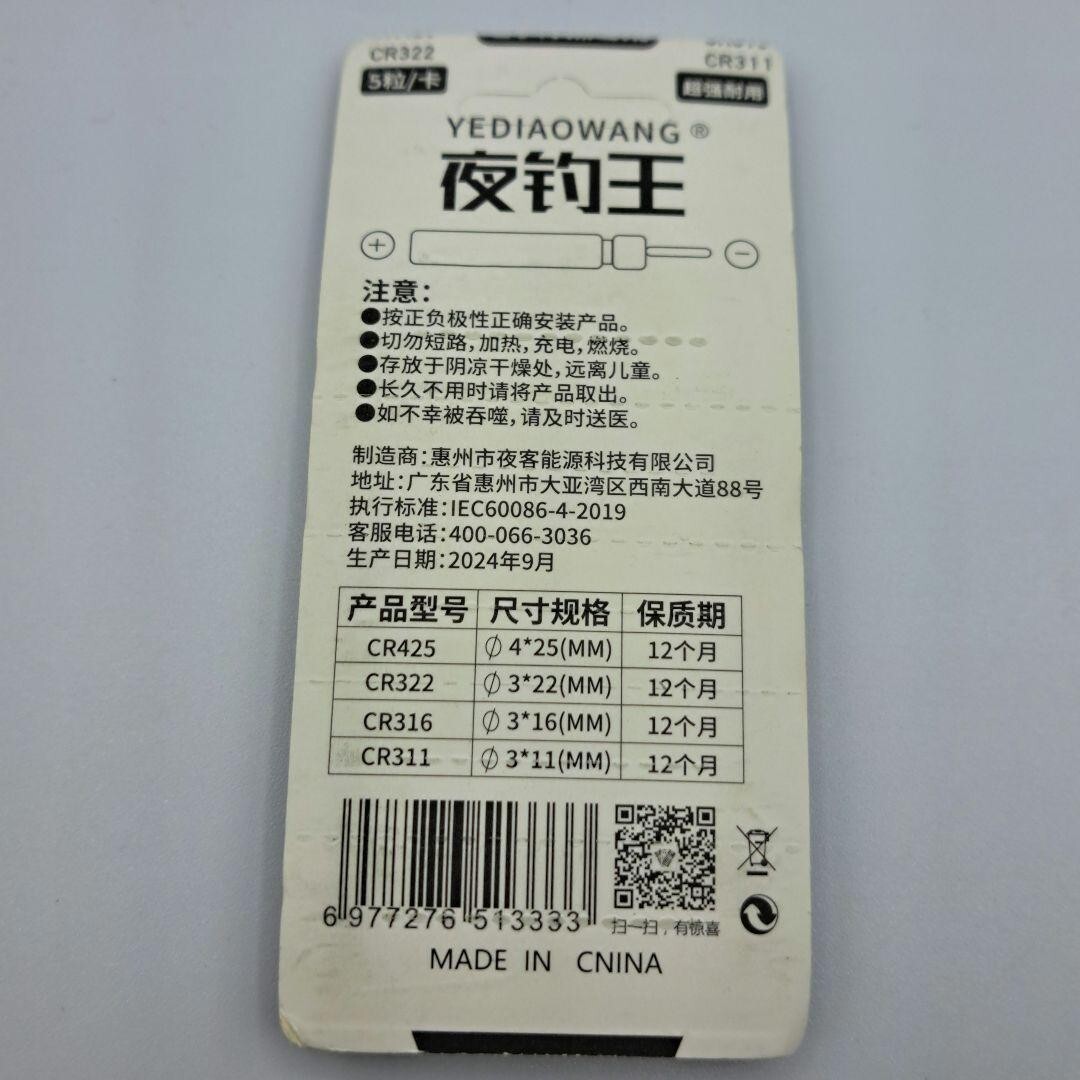 CR322
CR311
5粒/卡
超强耐用
YEDIAOWANG®
夜钓王
+
−
注意：
●按正负极性正确安装产品。
●切勿短路，加热，充电，燃烧。
●存放于阴凉干燥处，远离儿童。
●长久不用时请将产品取出。
●如不幸被吞噬，请及时送医。
制造商：惠州市夜客能源科技有限公司
地址：广东省惠州市大亚湾区西南大道88号
执行标准：IEC60086-4-2019
客服电话：400-066-3036
生产日期：2024年9月
产品型号 尺寸规格 保质期
CR425 ∅ 4*25(MM) 12个月
CR322 ∅ 3*22(MM) 12个月
CR316 ∅ 3*16(MM) 12个月
CR311 ∅ 3*11(MM) 12个月
6 977276 513333
扫一扫，有惊喜
MADE IN CNINA